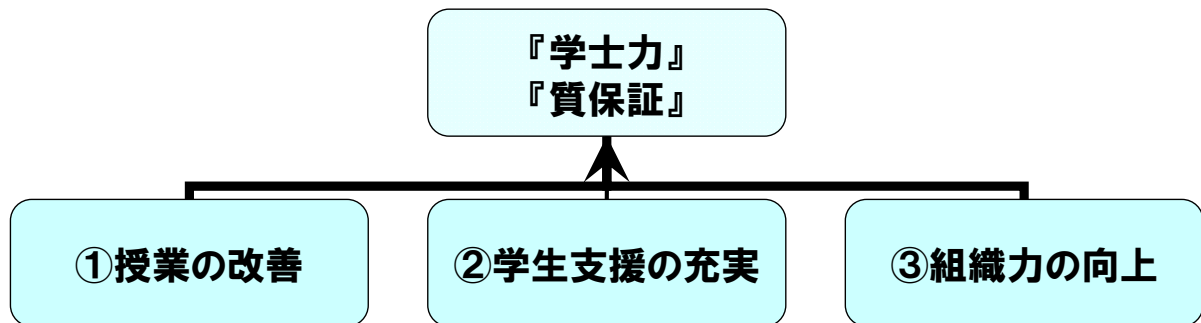 『学士力』
『質保証』
①授業の改善
②学生支援の充実
③組織力の向上